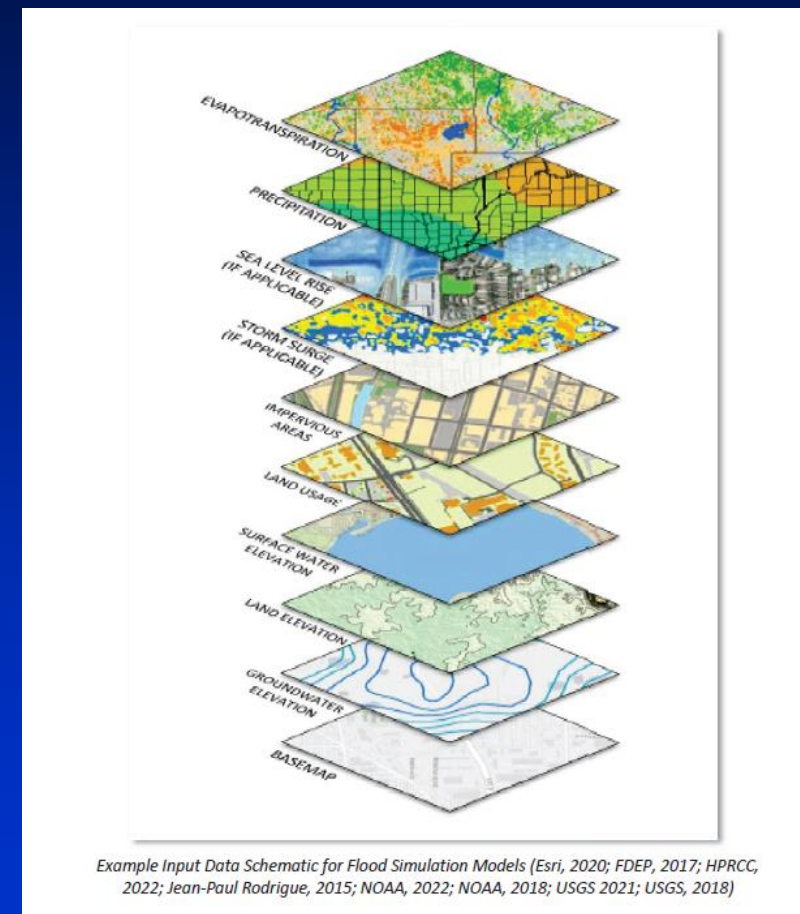 EVAPOTRANSPIRATION
PRECIPITATION
SEA LEVEL RISE
(IF APPLICABLE)
STORM SURGE
(IF APPLICABLE)
IMPERVIOUS
AREAS
LAND USAGE
SURFACE WATER
ELEVATION
LAND ELEVATION
GROUNDWATER
ELEVATION
BASEMAP
Example Input Data Schematic for Flood Simulation Models (Esri, 2020; FDEP, 2017; HPRCC,
2022; Jean-Paul Rodrigue, 2015; NOAA, 2022; NOAA, 2018; USGS 2021; USGS, 2018)